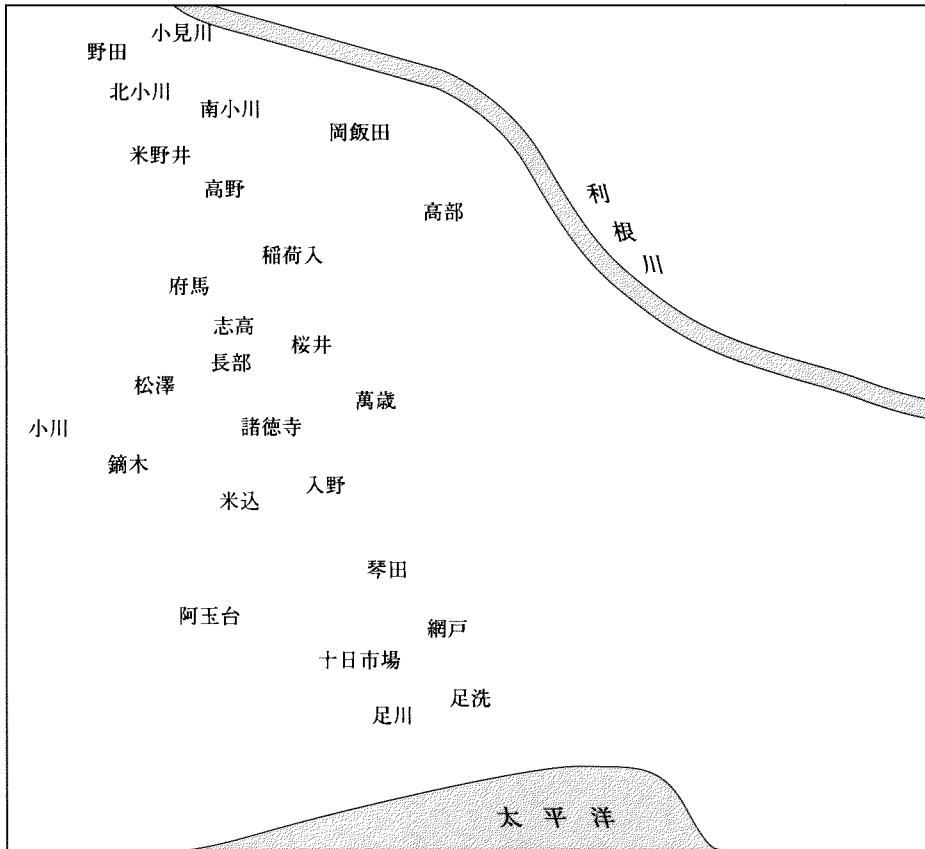 小見川
野田
北小川
南小川
岡飯田
米野井
高野
高部
利根川
稲荷入
府馬
志高
桜井
長部
松澤
萬歳
小川
諸徳寺
鏑木
入野
米込
琴田
阿玉台
網戸
十日市場
足洗
足川
太平洋